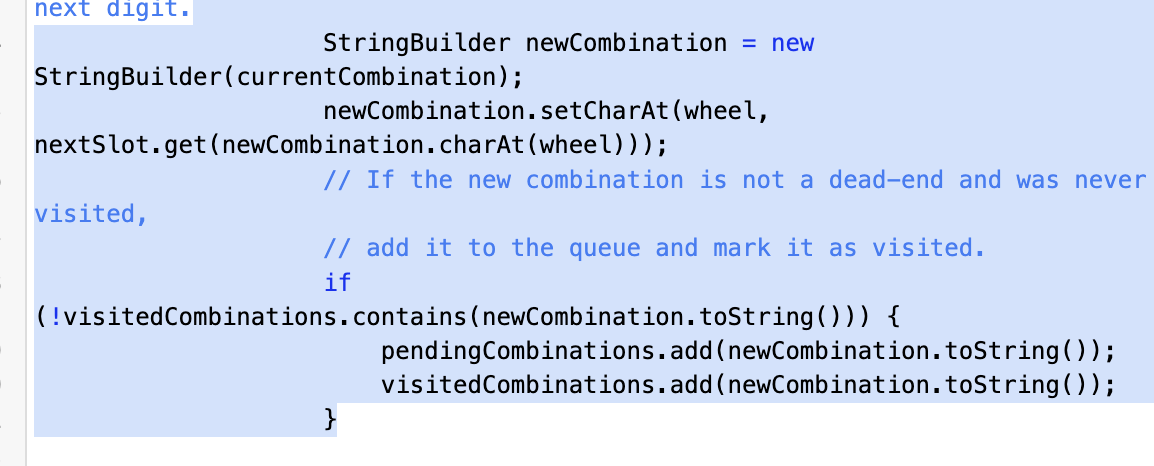 next digit.
StringBuilder newCombination = new
StringBuilder(currentCombination);
newCombination.setCharAt(wheel,
nextSlot.get(newCombination.charAt(wheel)));
// If the new combination is not a dead-end and was never
visited,
// add it to the queue and mark it as visited.
if
(!visitedCombinations.contains(newCombination.toString())) {
pendingCombinations.add(newCombination.toString());
visitedCombinations.add(newCombination.toString());
}